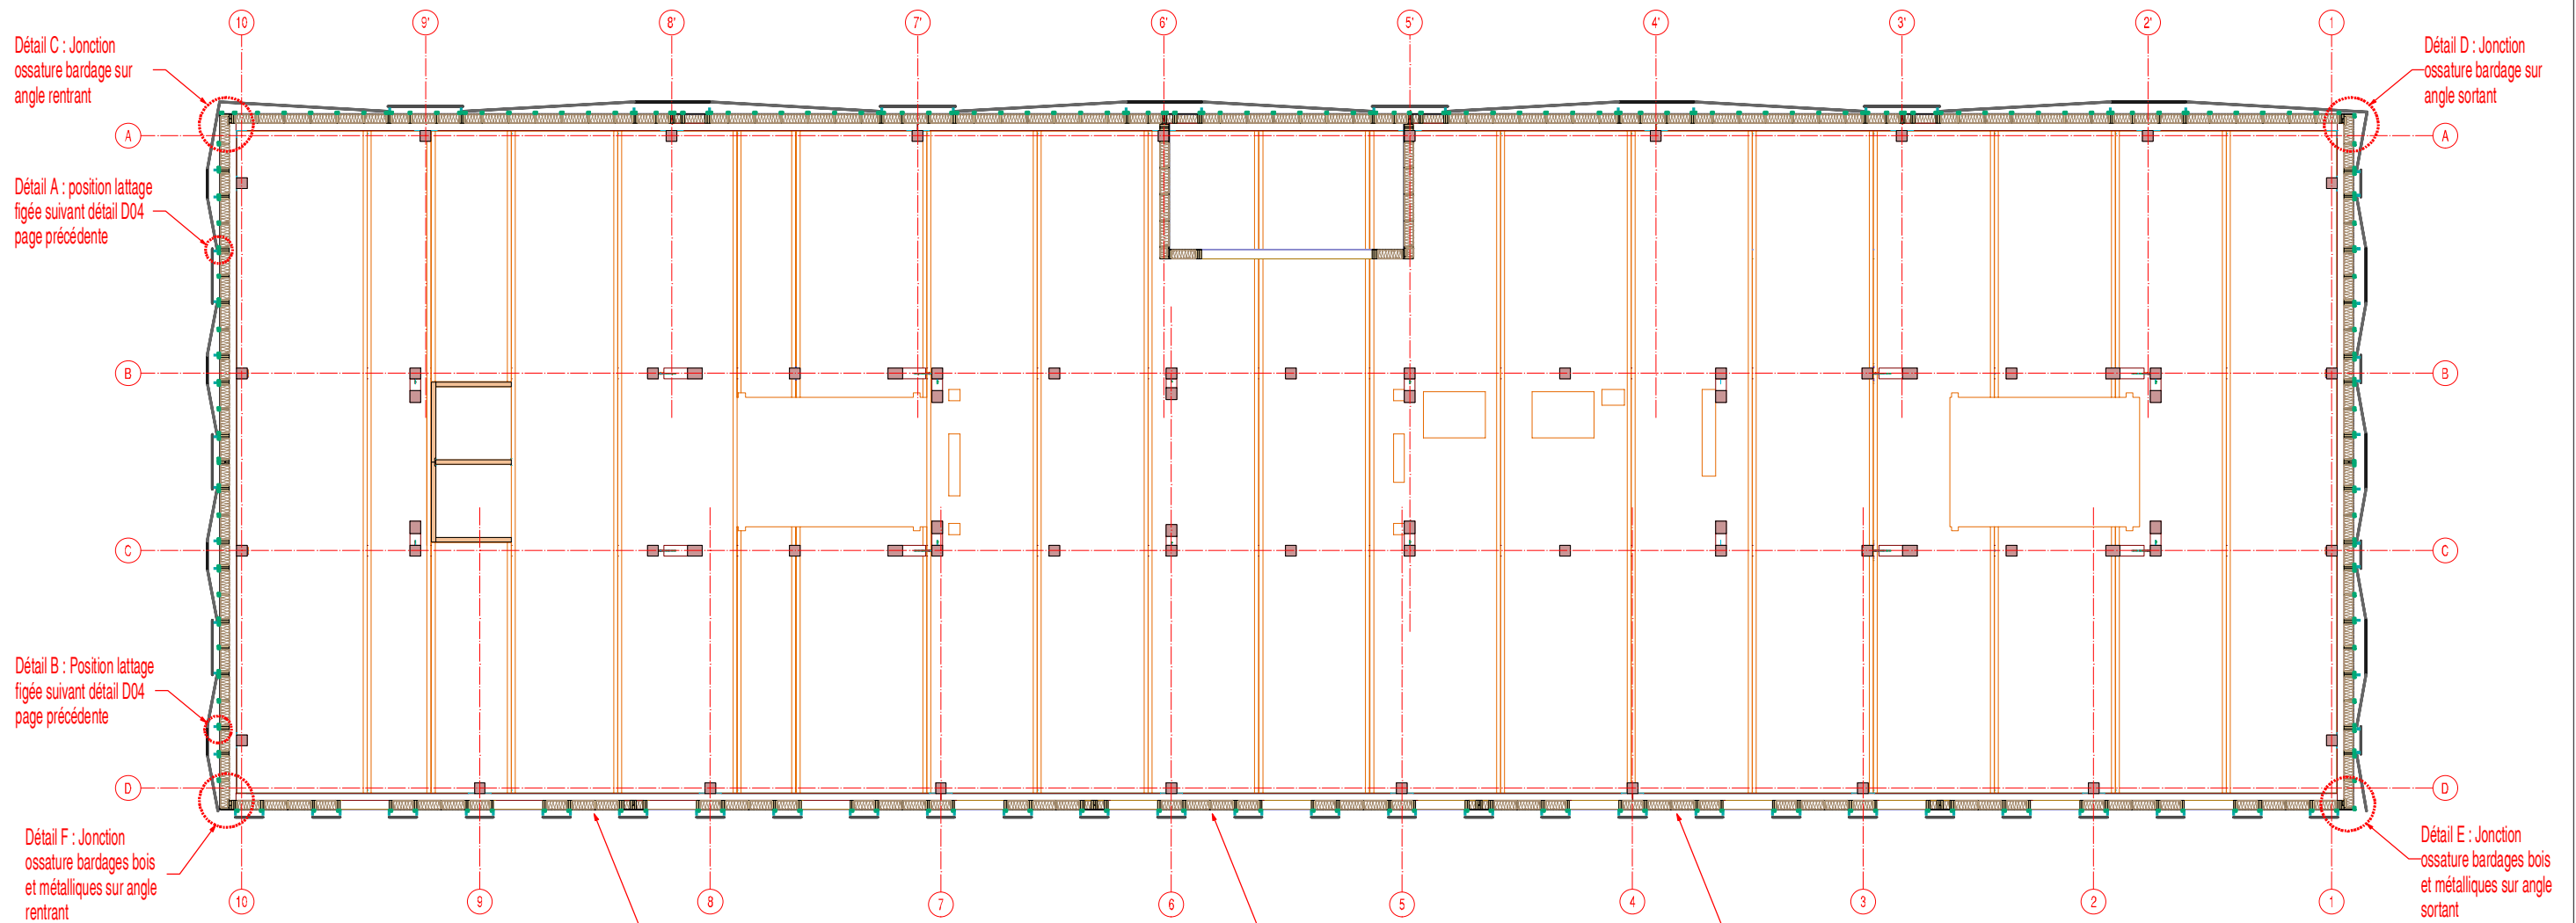 10
9'
8'
7'
6'
5'
4'
3'
2'
1
Détail C : Jonction
ossature bardage sur
angle rentrant
Détail D : Jonction
ossature bardage sur
angle sortant
A
A
Détail A : position lattage
figée suivant détail D04
page précédente
B
B
C
C
Détail B : Position lattage
figée suivant détail D04
page précédente
D
D
Détail F : Jonction
ossature bardages bois
et métalliques sur angle
rentrant
Détail E : Jonction
ossature bardages bois
et métalliques sur angle
sortant
10
9
8
7
6
5
4
3
2
1